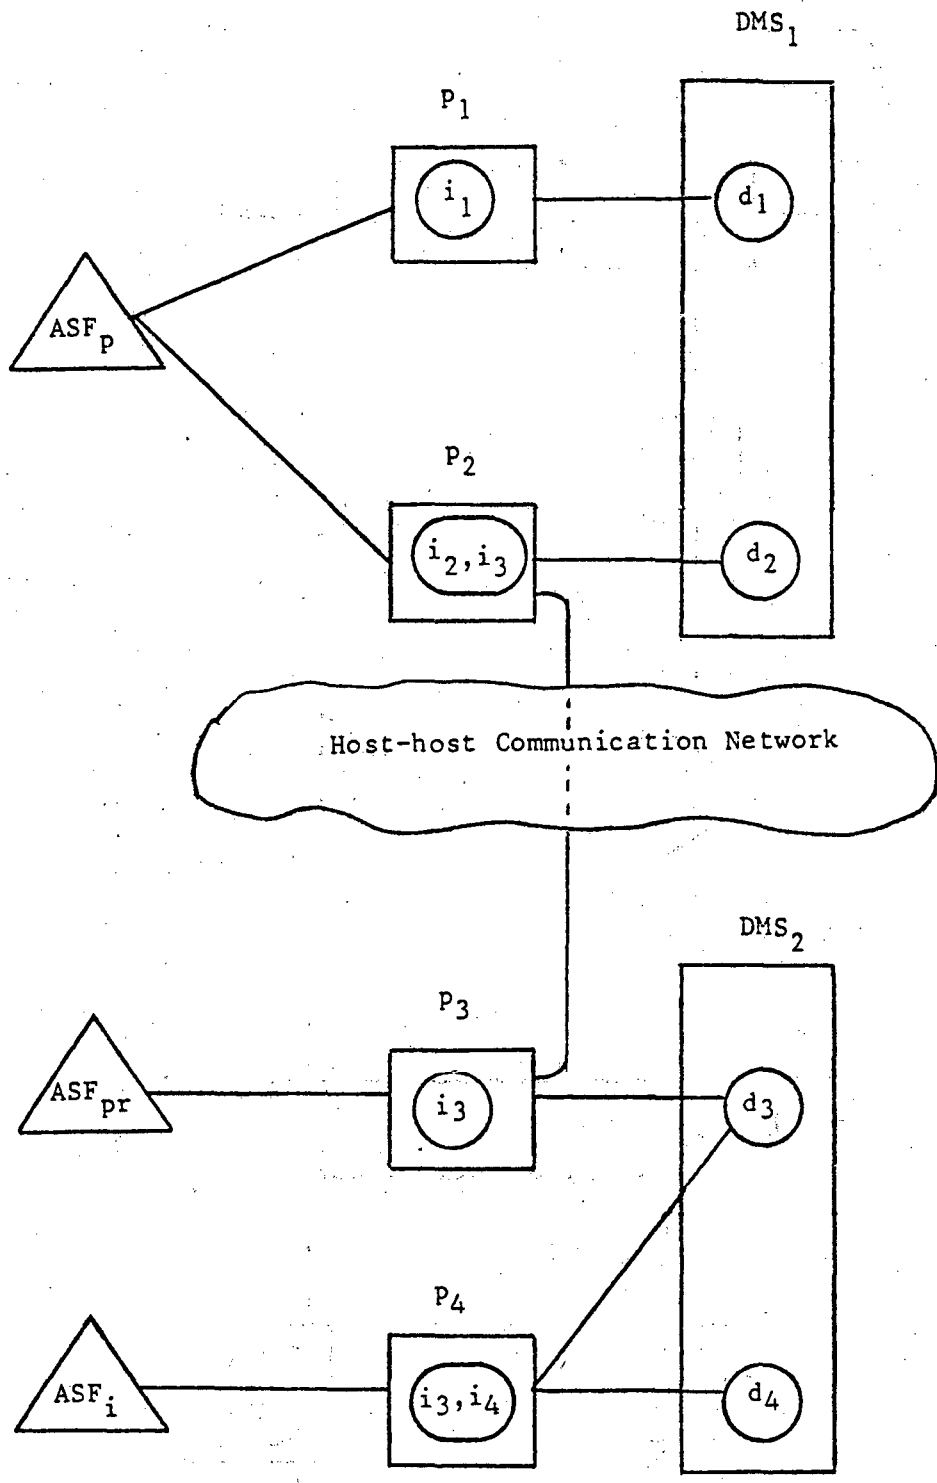 DMS1
P1
i1
d1
ASFp
P2
i2,i3
d2
Host-host Communication Network
DMS2
P3
ASFpr
i3
d3
P4
ASFi
i3,i4
d4